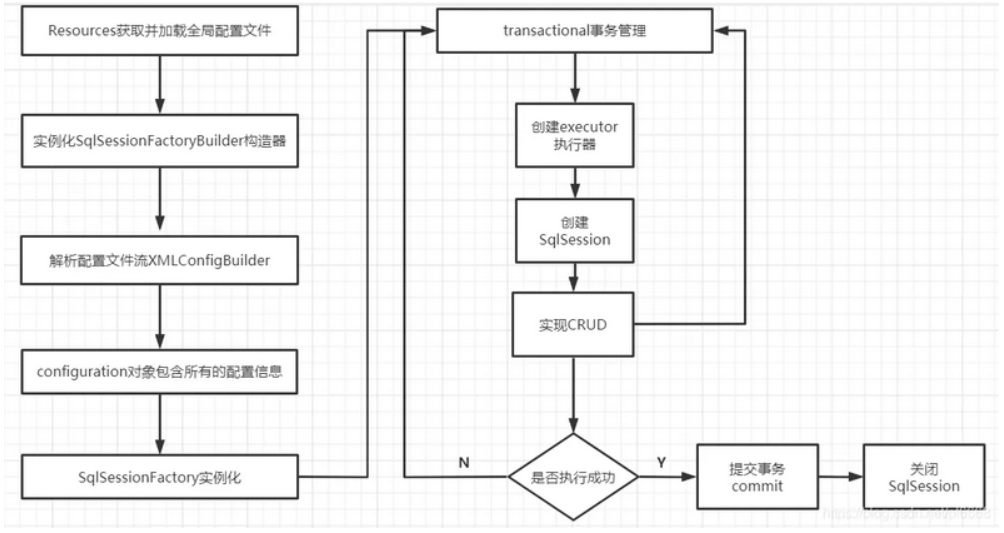 Resources获取并加载全局配置文件
实例化SqlSessionFactoryBuilder构造器
解析配置文件流XMLConfigBuilder
configuration对象包含所有的配置信息
SqlSessionFactory实例化
transactional事务管理
创建executor
执行器
创建
SqlSession
实现CRUD
N
是否执行成功
Y
提交事务
commit
关闭
SqlSession